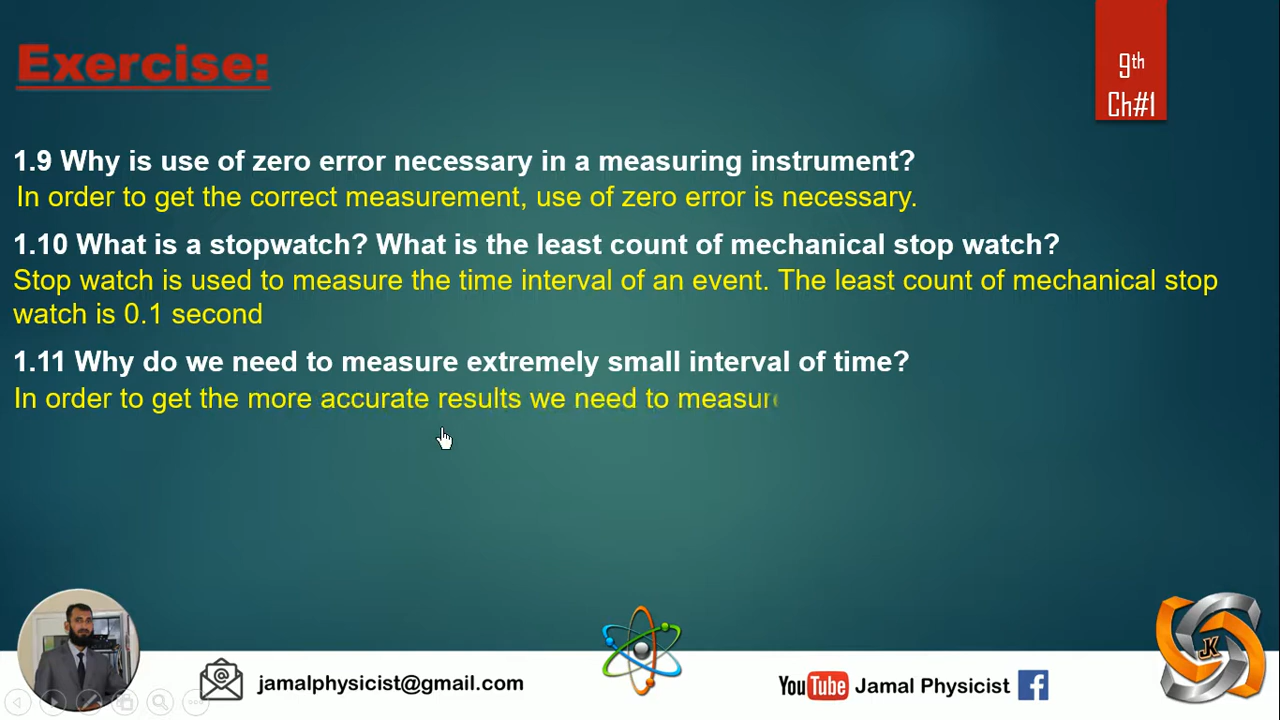 Exercise:
9th
Ch#1
1.9 Why is use of zero error necessary in a measuring instrument?
In order to get the correct measurement, use of zero error is necessary.
1.10 What is a stopwatch? What is the least count of mechanical stop watch?
Stop watch is used to measure the time interval of an event. The least count of mechanical stop
watch is 0.1 second
1.11 Why do we need to measure extremely small interval of time?
In order to get the more accurate results we need to measure
jamalphysicist@gmail.com
YouTube Jamal Physicist f
JK